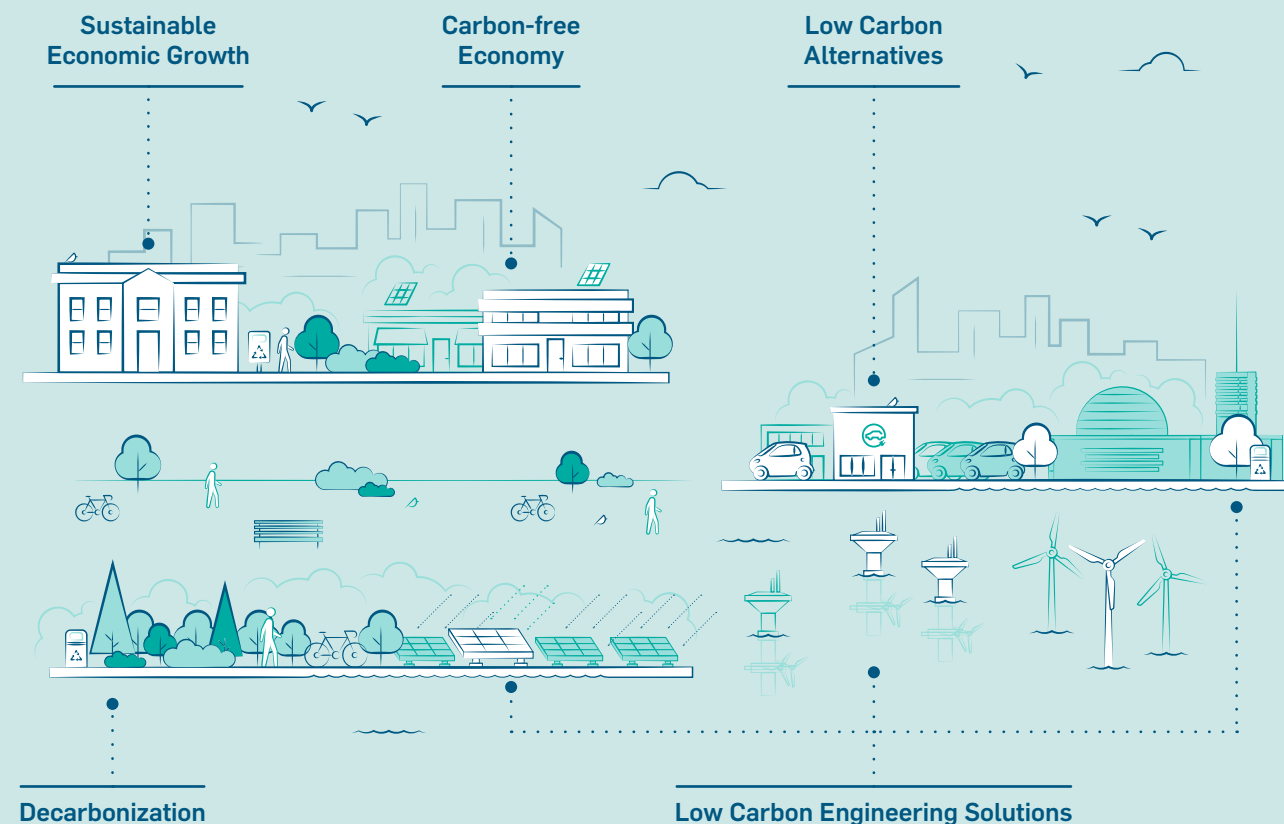 Sustainable
Economic Growth
Carbon-free
Economy
Low Carbon
Alternatives
Decarbonization
Low Carbon Engineering Solutions